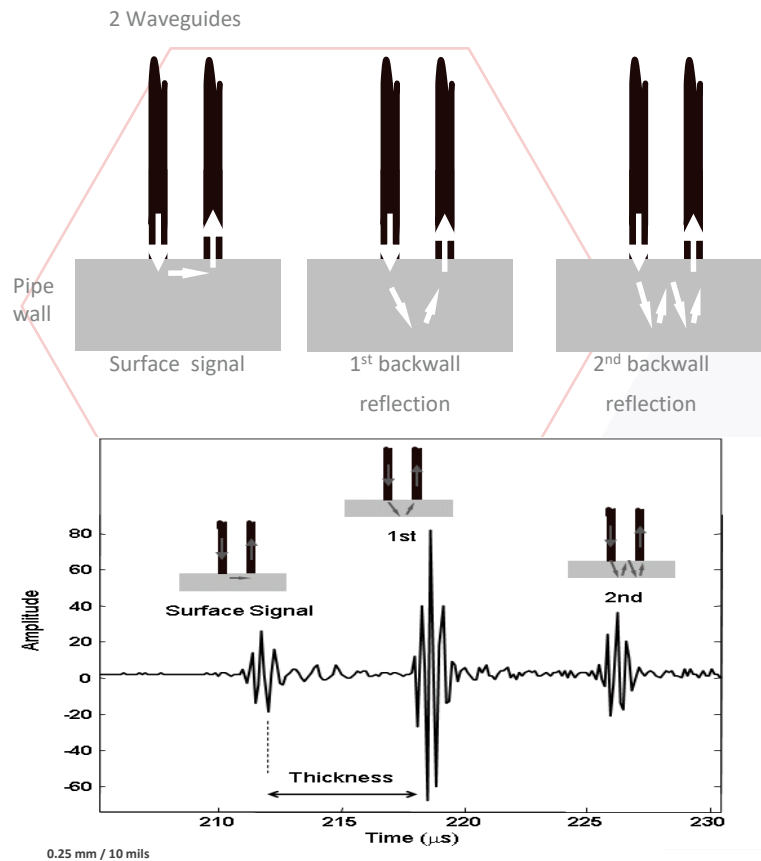 2 Waveguides
Pipe
wall
Surface signal
1st backwall
reflection
2nd backwall
reflection
1st
Surface Signal
2nd
Amplitude
80
60
40
20
0
-20
-40
-60
Thickness
210
215
220
225
230
Time (μs)
0.25 mm / 10 mils